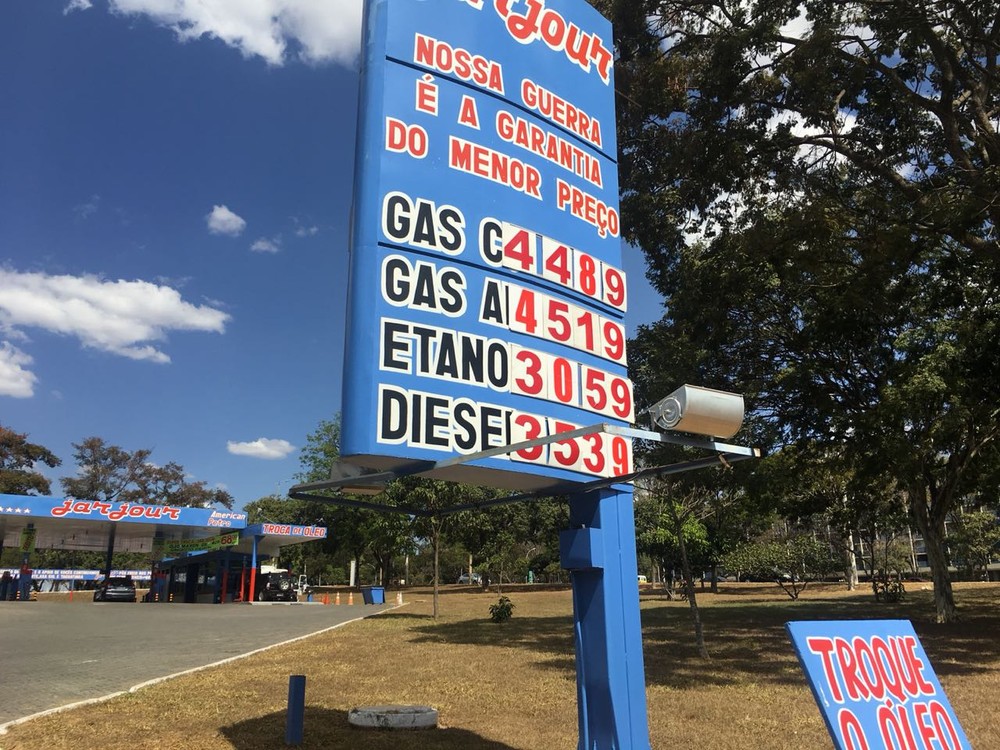 jarjour
NOSSA GUERRA
É A GARANTIA
DO MENOR PREÇO
GAS C 4489
GAS A 4519
ETANO 3059
DIESEL 3539
jarjour
American
Petro
TROCA DE ÓLEO
TROQUE
O ÓLEO